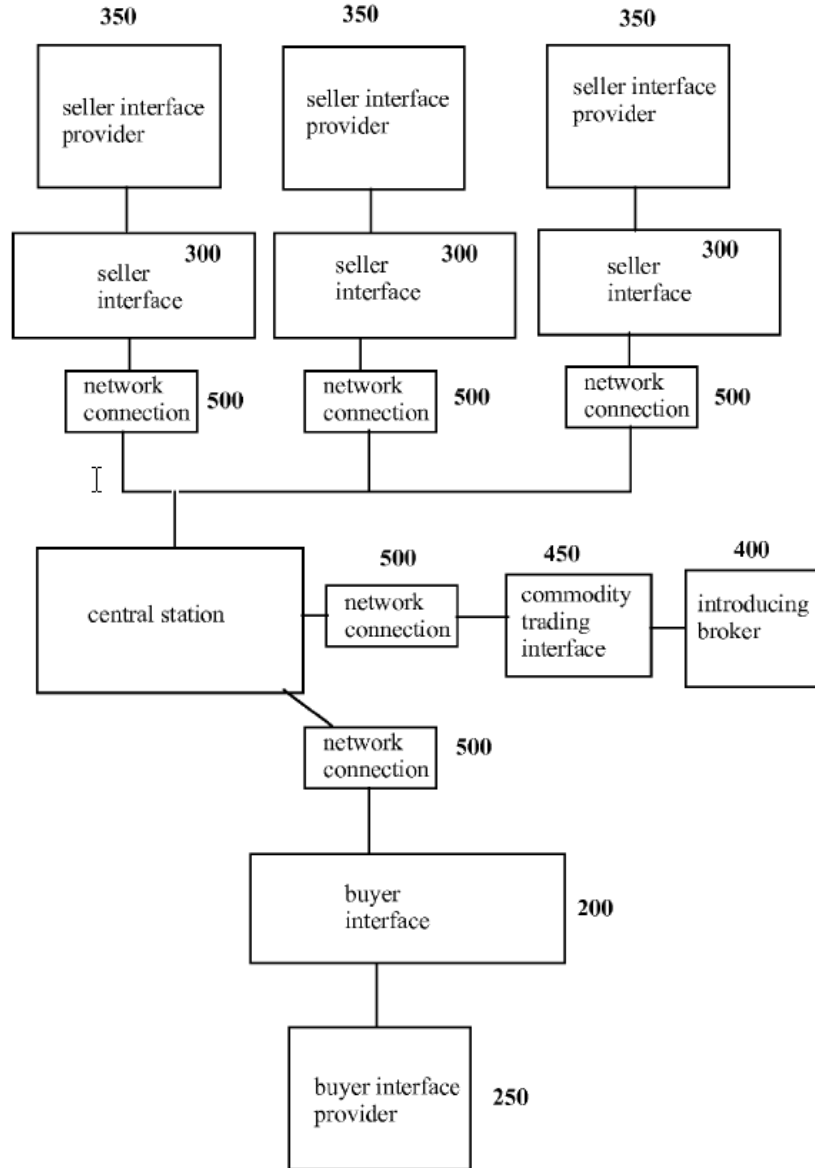 350
350
350
seller interface
provider
seller interface
provider
seller interface
provider
300
seller
interface
300
seller
interface
300
seller
interface
network
connection
500
network
connection
500
network
connection
500
central station
500
network
connection
450
commodity
trading
interface
400
introducing
broker
network
connection
500
buyer
interface
200
buyer interface
provider
250